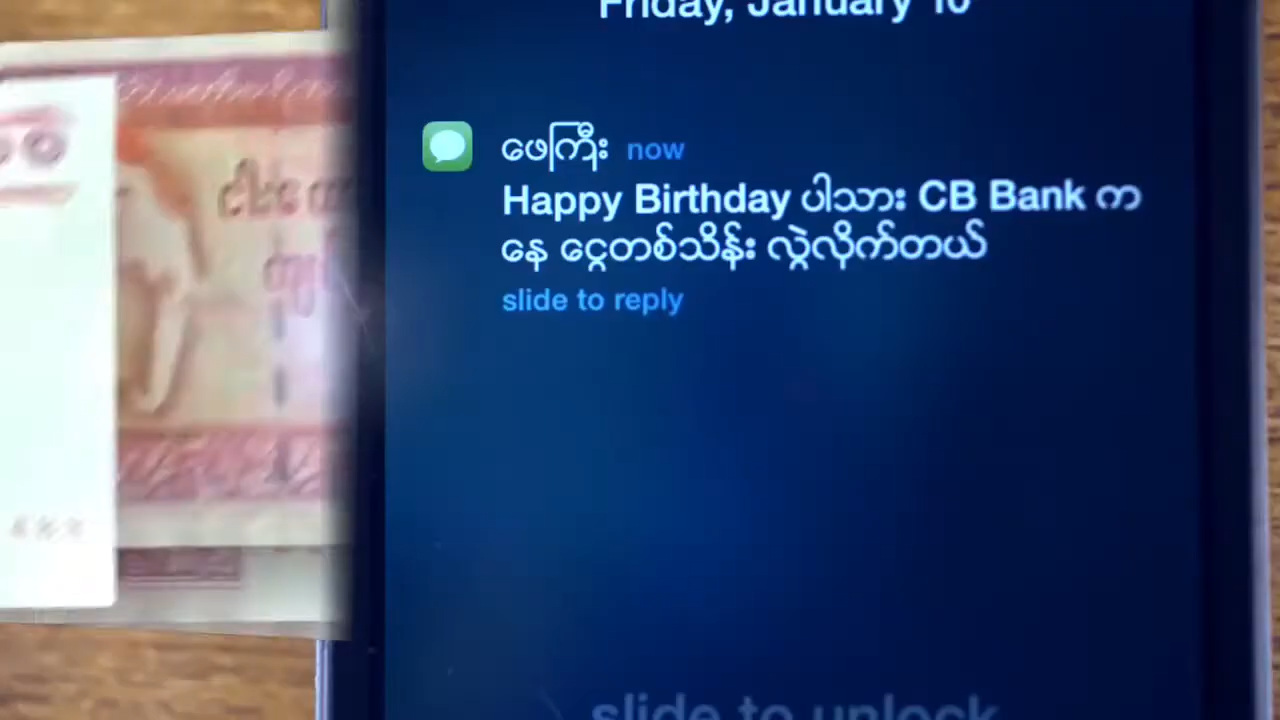 Friday, January 10
ဖေကြီး now
Happy Birthday ပါသား CB Bank က
နေ ငွေတစ်သိန်း လွှဲလိုက်တယ်
slide to reply
slide to unlock